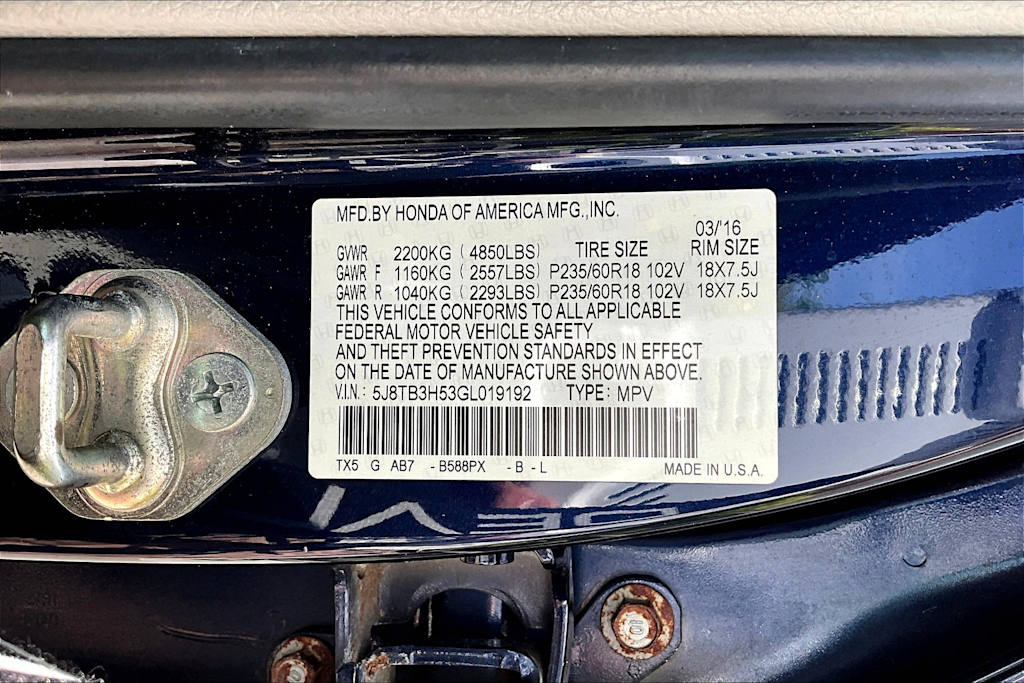 MFD.BY HONDA OF AMERICA MFG.,INC.
03/'16
GVWR 2200KG (4850LBS) TIRE SIZE RIM SIZE
GAWR F 1160KG (2557LBS) P235/60R18 102V 18X7.5J
GAWR R 1040KG (2293LBS) P235/60R18 102V 18X7.5J
THIS VEHICLE CONFORMS TO ALL APPLICABLE
FEDERAL MOTOR VEHICLE SAFETY
AND THEFT PREVENTION STANDARDS IN EFFECT
ON THE DATE OF MANUFACTURE SHOWN ABOVE.
V.I.N.: 5J8TB3H53GL019192 TYPE: MPV
TX5 G AB7 -B588PX -B -L MADE IN U.S.A.